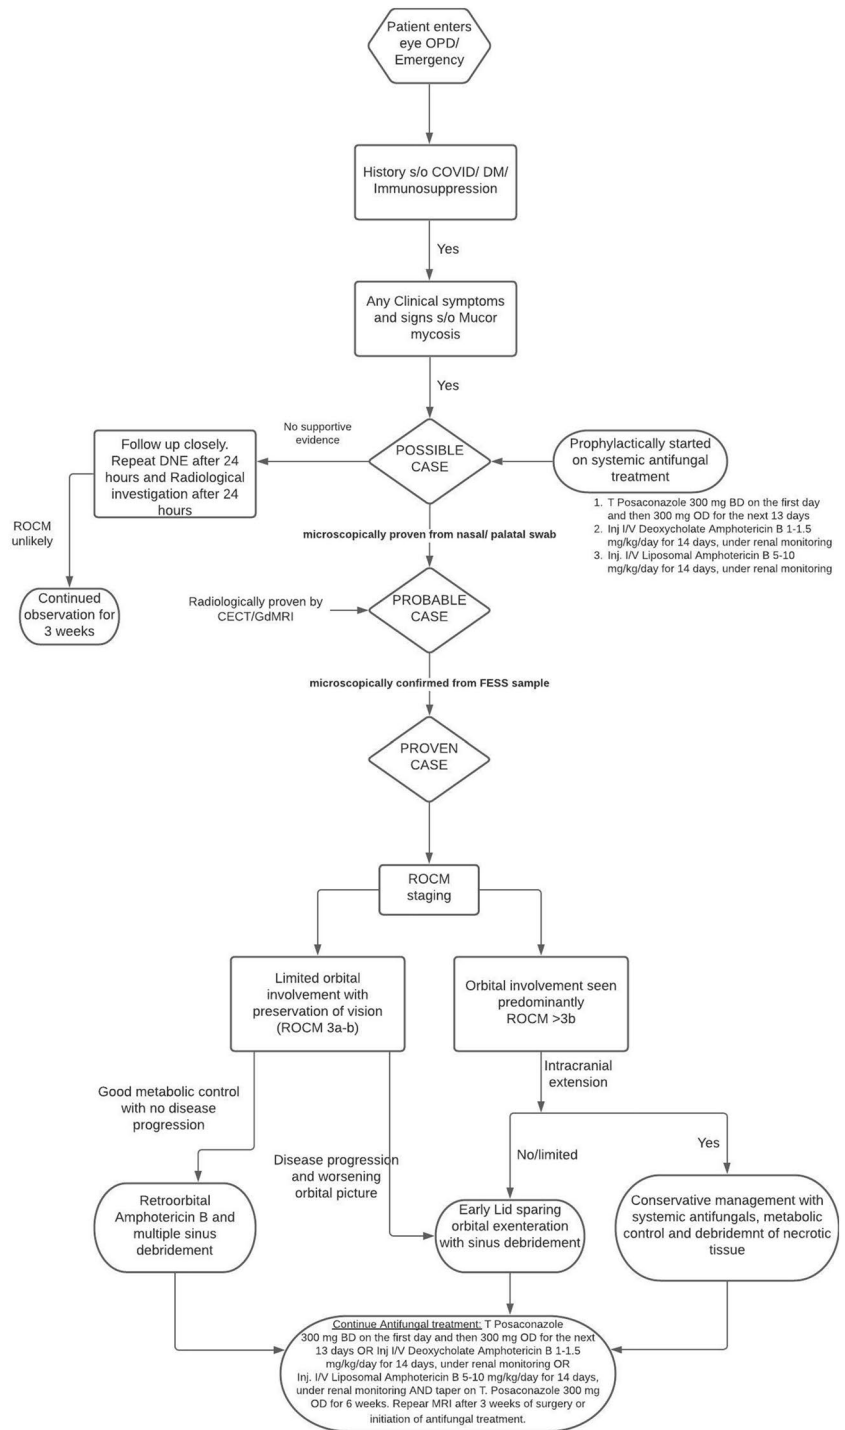 Patient enters
eye OPD/
Emergency
History s/o COVID/ DM/
Immunosuppression
Yes
Any Clinical symptoms
and signs s/o Mucor
mycosis
Yes
No supportive
evidence
Follow up closely.
Repeat DNE after 24
hours and Radiological
investigation after 24
hours
POSSIBLE
CASE
Prophylactically started
on systemic antifungal
treatment
1. T Posaconazole 300 mg BD on the first day
and then 300 mg OD for the next 13 days
2. Inj I/V Deoxycholate Amphotericin B 1-1.5
mg/kg/day for 14 days, under renal monitoring
3. Inj. I/V Liposomal Amphotericin B 5-10
mg/kg/day for 14 days, under renal monitoring
ROCM
unlikely
microscopically proven from nasal/ palatal swab
Continued
observation for
3 weeks
Radiologically proven by
CECT/GdMRI
PROBABLE
CASE
microscopically confirmed from FESS sample
PROVEN
CASE
ROCM
staging
Limited orbital
involvement with
preservation of vision
(ROCM 3a-b)
Orbital involvement seen
predominantly
ROCM >3b
Intracranial
extension
Good metabolic control
with no disease
progression
Disease progression
and worsening
orbital picture
No/limited
Yes
Retroorbital
Amphotericin B and
multiple sinus
debridement
Early Lid sparing
orbital exenteration
with sinus debridement
Conservative management with
systemic antifungals, metabolic
control and debridemnt of necrotic
tissue
Continue Antifungal treatment: T Posaconazole
300 mg BD on the first day and then 300 mg OD for the next
13 days OR Inj I/V Deoxycholate Amphotericin B 1-1.5
mg/kg/day for 14 days, under renal monitoring OR
Inj. I/V Liposomal Amphotericin B 5-10 mg/kg/day for 14 days,
under renal monitoring AND taper on T. Posaconazole 300 mg
OD for 6 weeks. Repear MRI after 3 weeks of surgery or
initiation of antifungal treatment.